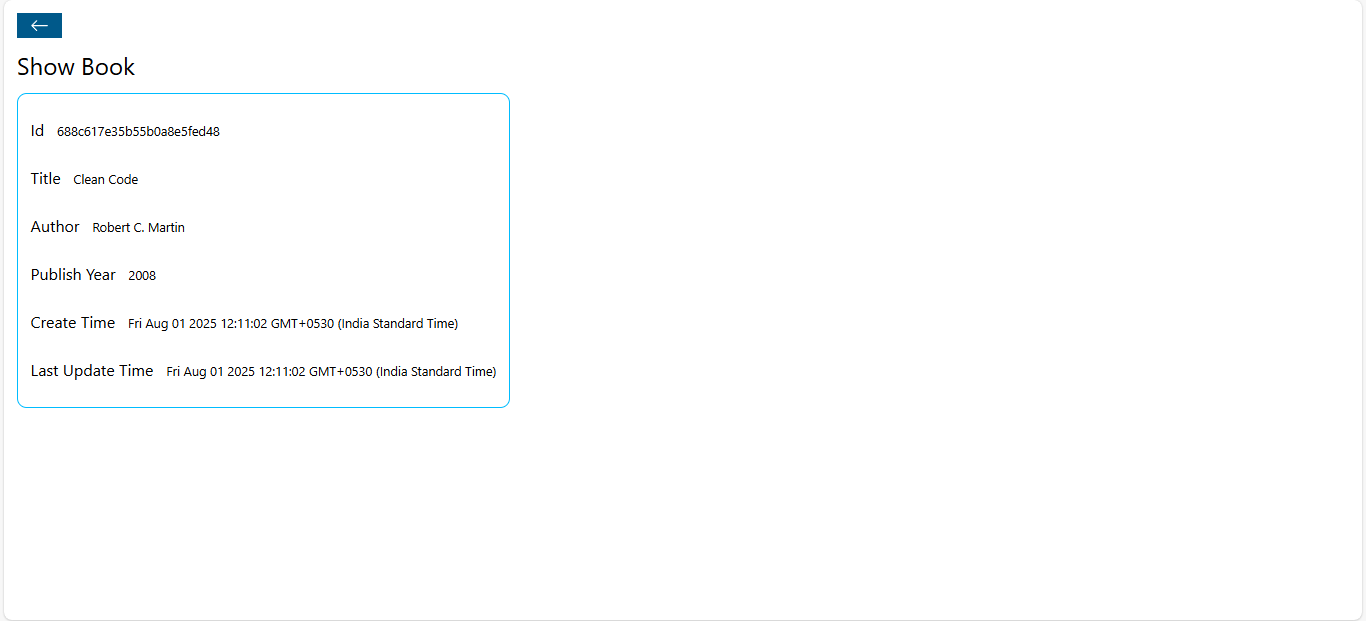 Show Book
Id 688c617e35b55b0a8e5fed48
Title Clean Code
Author Robert C. Martin
Publish Year 2008
Create Time Fri Aug 01 2025 12:11:02 GMT+0530 (India Standard Time)
Last Update Time Fri Aug 01 2025 12:11:02 GMT+0530 (India Standard Time)